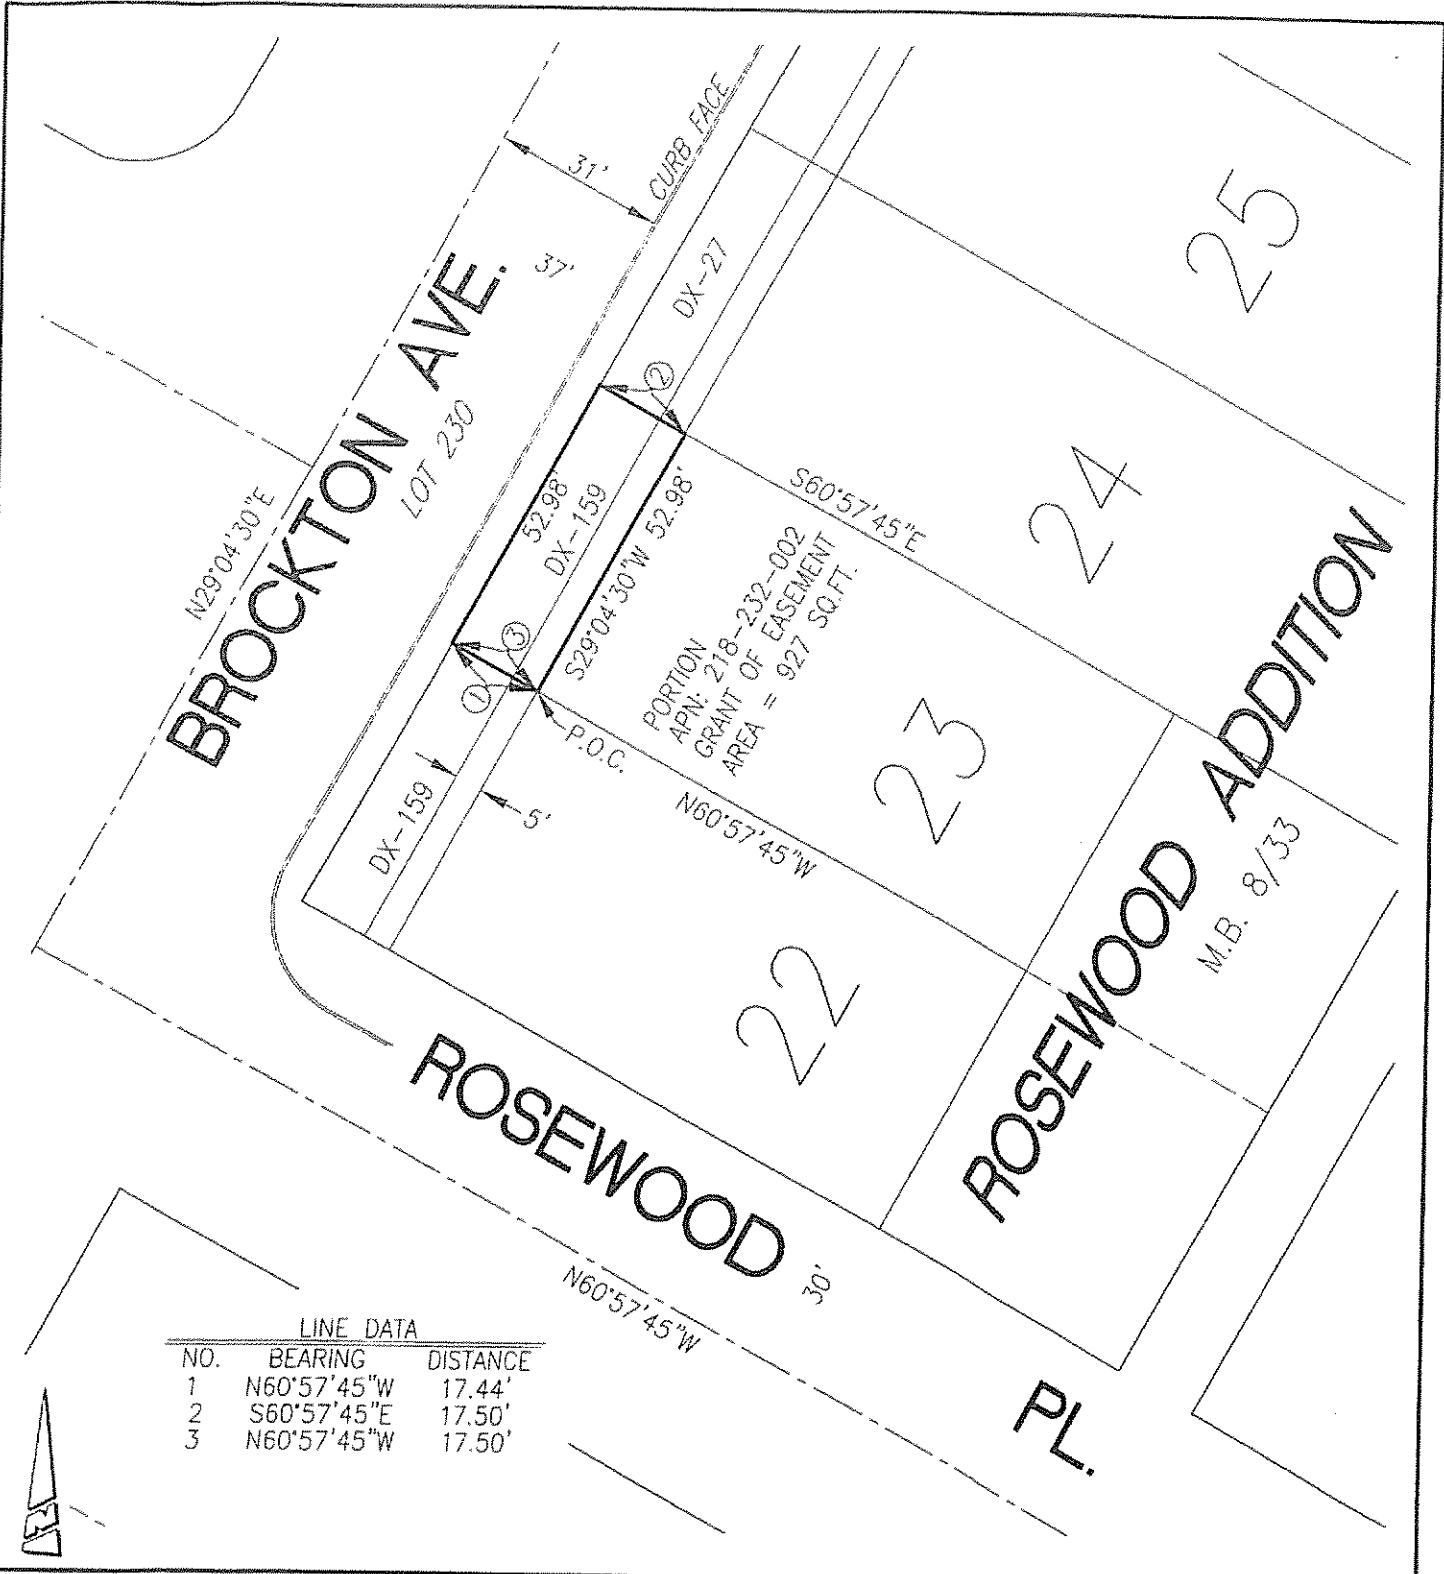 31'
CURB FACE
37'
25
DX-27
BROCKTON AVE.
LOT 230
N29°04'30"E
2
52.98'
DX-159
S29°04'30"W 52.98'
S60°57'45"E
24
PORTION
APN: 218-232-002
GRANT OF EASEMENT
AREA = 927 SQ.FT.
3
1
P.O.C.
DX-159
5'
N60°57'45"W
23
ROSEWOOD ADDITION
M.B. 8/33
22
ROSEWOOD PL.
30'
N60°57'45"W
LINE DATA
NO. BEARING DISTANCE
1 N60°57'45"W 17.44'
2 S60°57'45"E 17.50'
3 N60°57'45"W 17.50'
N